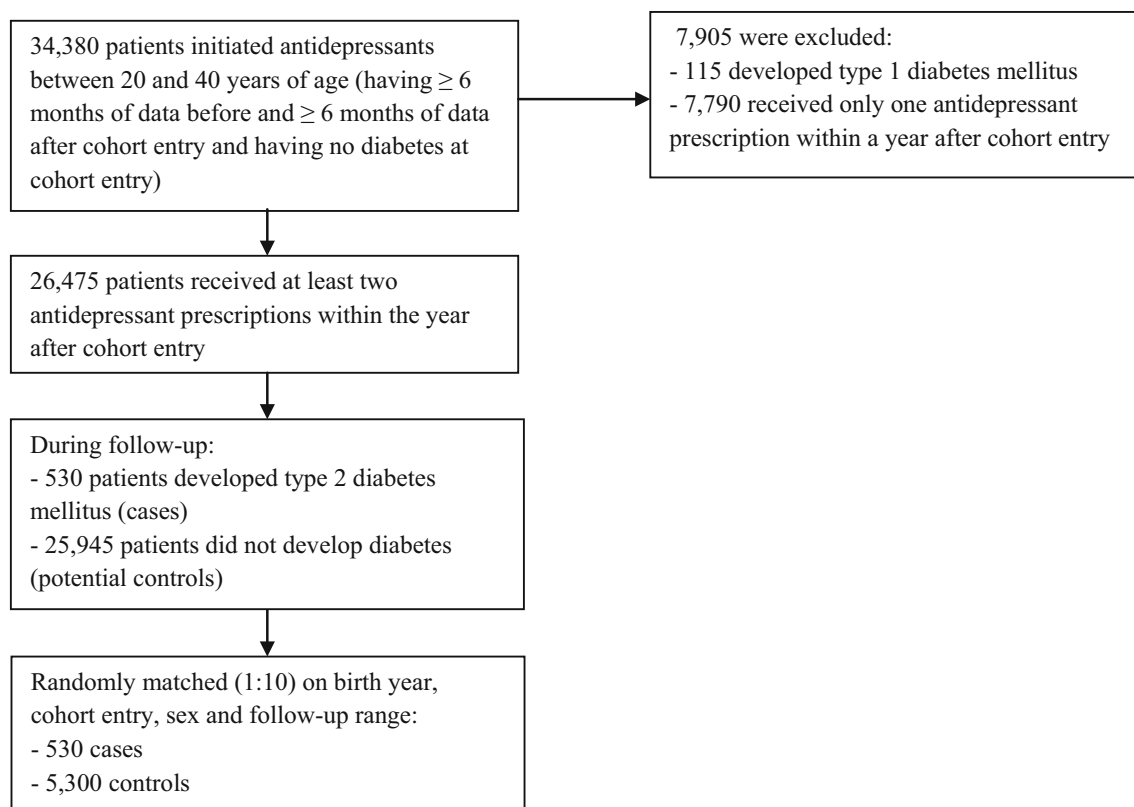 34,380 patients initiated antidepressants
between 20 and 40 years of age (having ≥ 6
months of data before and ≥ 6 months of data
after cohort entry and having no diabetes at
cohort entry)
7,905 were excluded:
- 115 developed type 1 diabetes mellitus
- 7,790 received only one antidepressant
prescription within a year after cohort entry
26,475 patients received at least two
antidepressant prescriptions within the year
after cohort entry
During follow-up:
- 530 patients developed type 2 diabetes
mellitus (cases)
- 25,945 patients did not develop diabetes
(potential controls)
Randomly matched (1:10) on birth year,
cohort entry, sex and follow-up range:
- 530 cases
- 5,300 controls